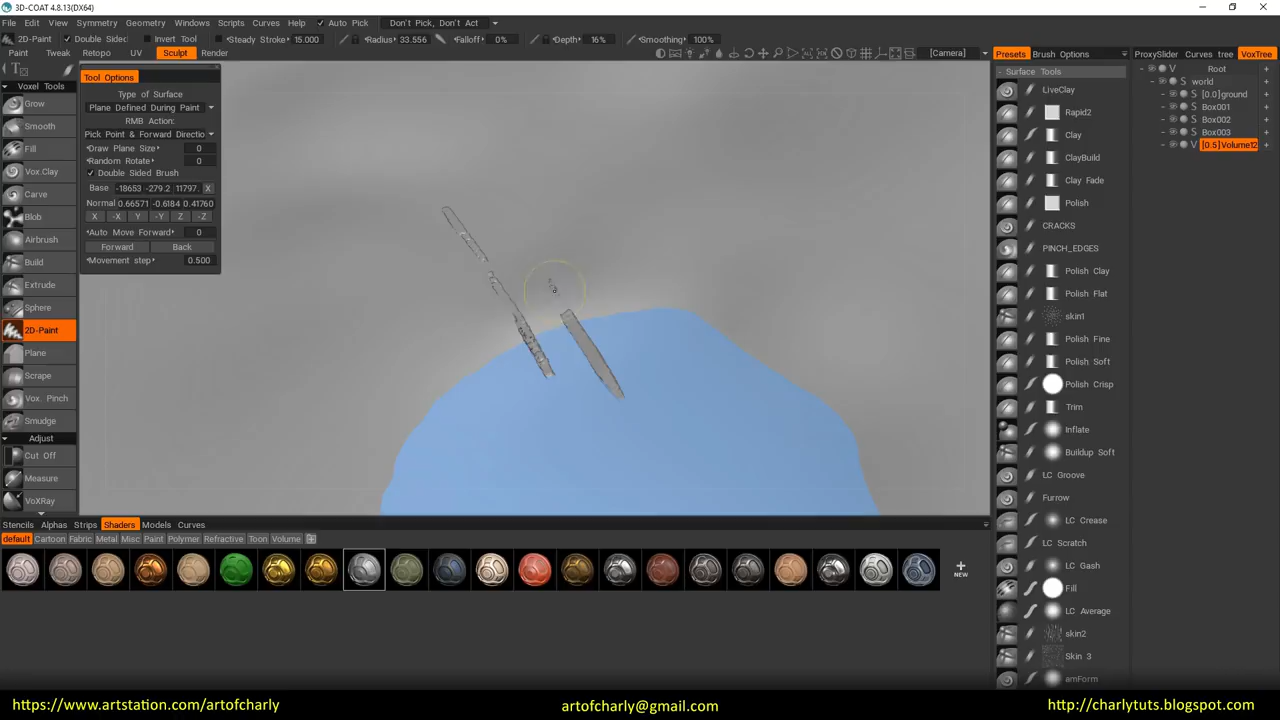 3D-COAT 4.8.13(DX64)
File Edit View Symmetry Geometry Windows Scripts Curves Auto Pick Don't Pick, Don't Act
2D-Paint Double Sided Invert Tool Steady Stroke 15.000 Radius 33.556 Falloff 0% Depth 16% Smoothing 100%
Paint Tweak Retopo UV Sculpt Render [Camera]
Presets Brush Options ProxySlider Curves tree VoxTree
Voxel Tools
Grow
Smooth
Fill
Vox.Clay
Carve
Blob
Airbrush
Build
Extrude
Sphere
2D-Paint
Plane
Scrape
Vox. Pinch
Smudge
Adjust
Cut Off
Measure
VoXRay
Tool Options
Type of Surface
Plane Defined During Paint
RMB Action:
Pick Point & Forward Directio
Draw Plane Size 0
Random Rotate 0
Double Sided Brush
Base -18653 -279.2 11797. X
Normal 0.66571 -0.6184 0.41760
X -X Y -Y Z -Z
Auto Move Forward 0
Forward Back
Movement step 0.500
Surface Tools
LiveClay
Rapid2
Clay
ClayBuild
Clay Fade
Polish
CRACKS
PINCH_EDGES
Polish Clay
Polish Flat
skin1
Polish Fine
Polish Soft
Polish Crisp
Trim
Inflate
Buildup Soft
LC Groove
Furrow
LC Crease
LC Scratch
LC Gash
Fill
LC Average
skin2
Skin 3
amForm
V Root +
S world +
S [0.0]ground +
S Box001 +
S Box002 +
S Box003 +
V [0.5]Volume12 +
Stencils Alphas Strips Shaders Models Curves
default Cartoon Fabric Metal Misc Paint Polymer Refractive Toon Volume
NEW
https://www.artstation.com/artofcharly artofcharly@gmail.com http://charlytuts.blogspot.com